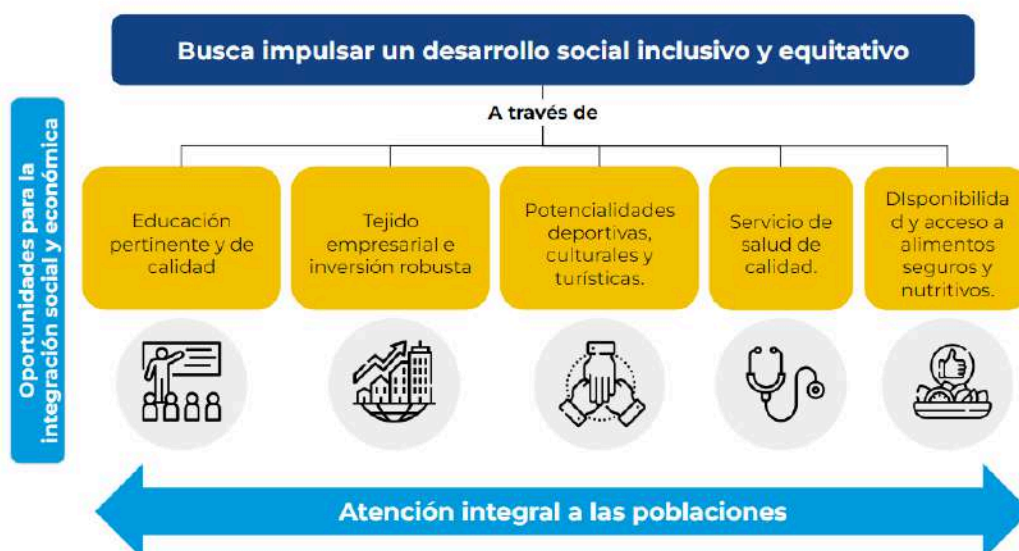 Busca impulsar un desarrollo social inclusivo y equitativo
A través de
Oportunidades para la
integración social y económica
Educación
pertinente y de
calidad
Tejido
empresarial e
inversión robusta
Potencialidades
deportivas,
culturales y
turísticas.
Servicio de
salud de
calidad.
Disponibilida
d y acceso a
alimentos
seguros y
nutritivos.
Atención integral a las poblaciones